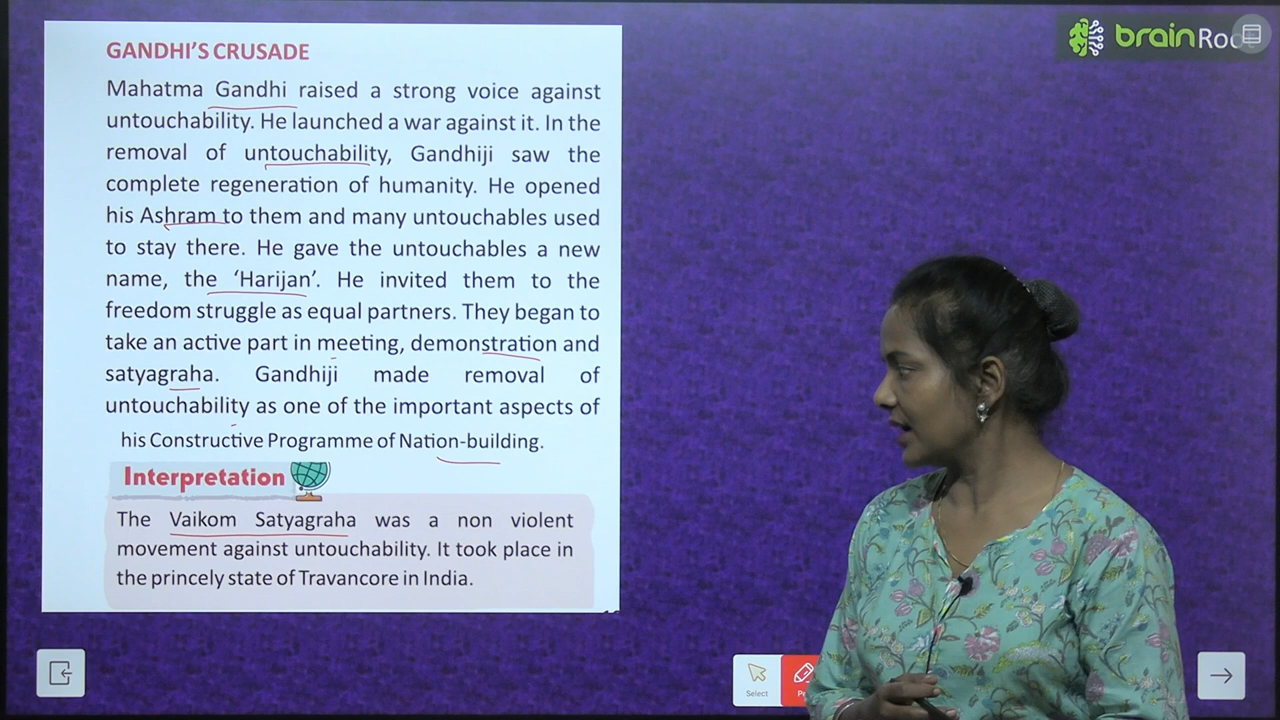 GANDHI'S CRUSADE
Mahatma Gandhi raised a strong voice against
untouchability. He launched a war against it. In the
removal of untouchability, Gandhiji saw the
complete regeneration of humanity. He opened
his Ashram to them and many untouchables used
to stay there. He gave the untouchables a new
name, the ‘Harijan’. He invited them to the
freedom struggle as equal partners. They began to
take an active part in meeting, demonstration and
satyagraha. Gandhiji made removal of
untouchability as one of the important aspects of
his Constructive Programme of Nation-building.
Interpretation
The Vaikom Satyagraha was a non violent
movement against untouchability. It took place in
the princely state of Travancore in India.
brain
Select